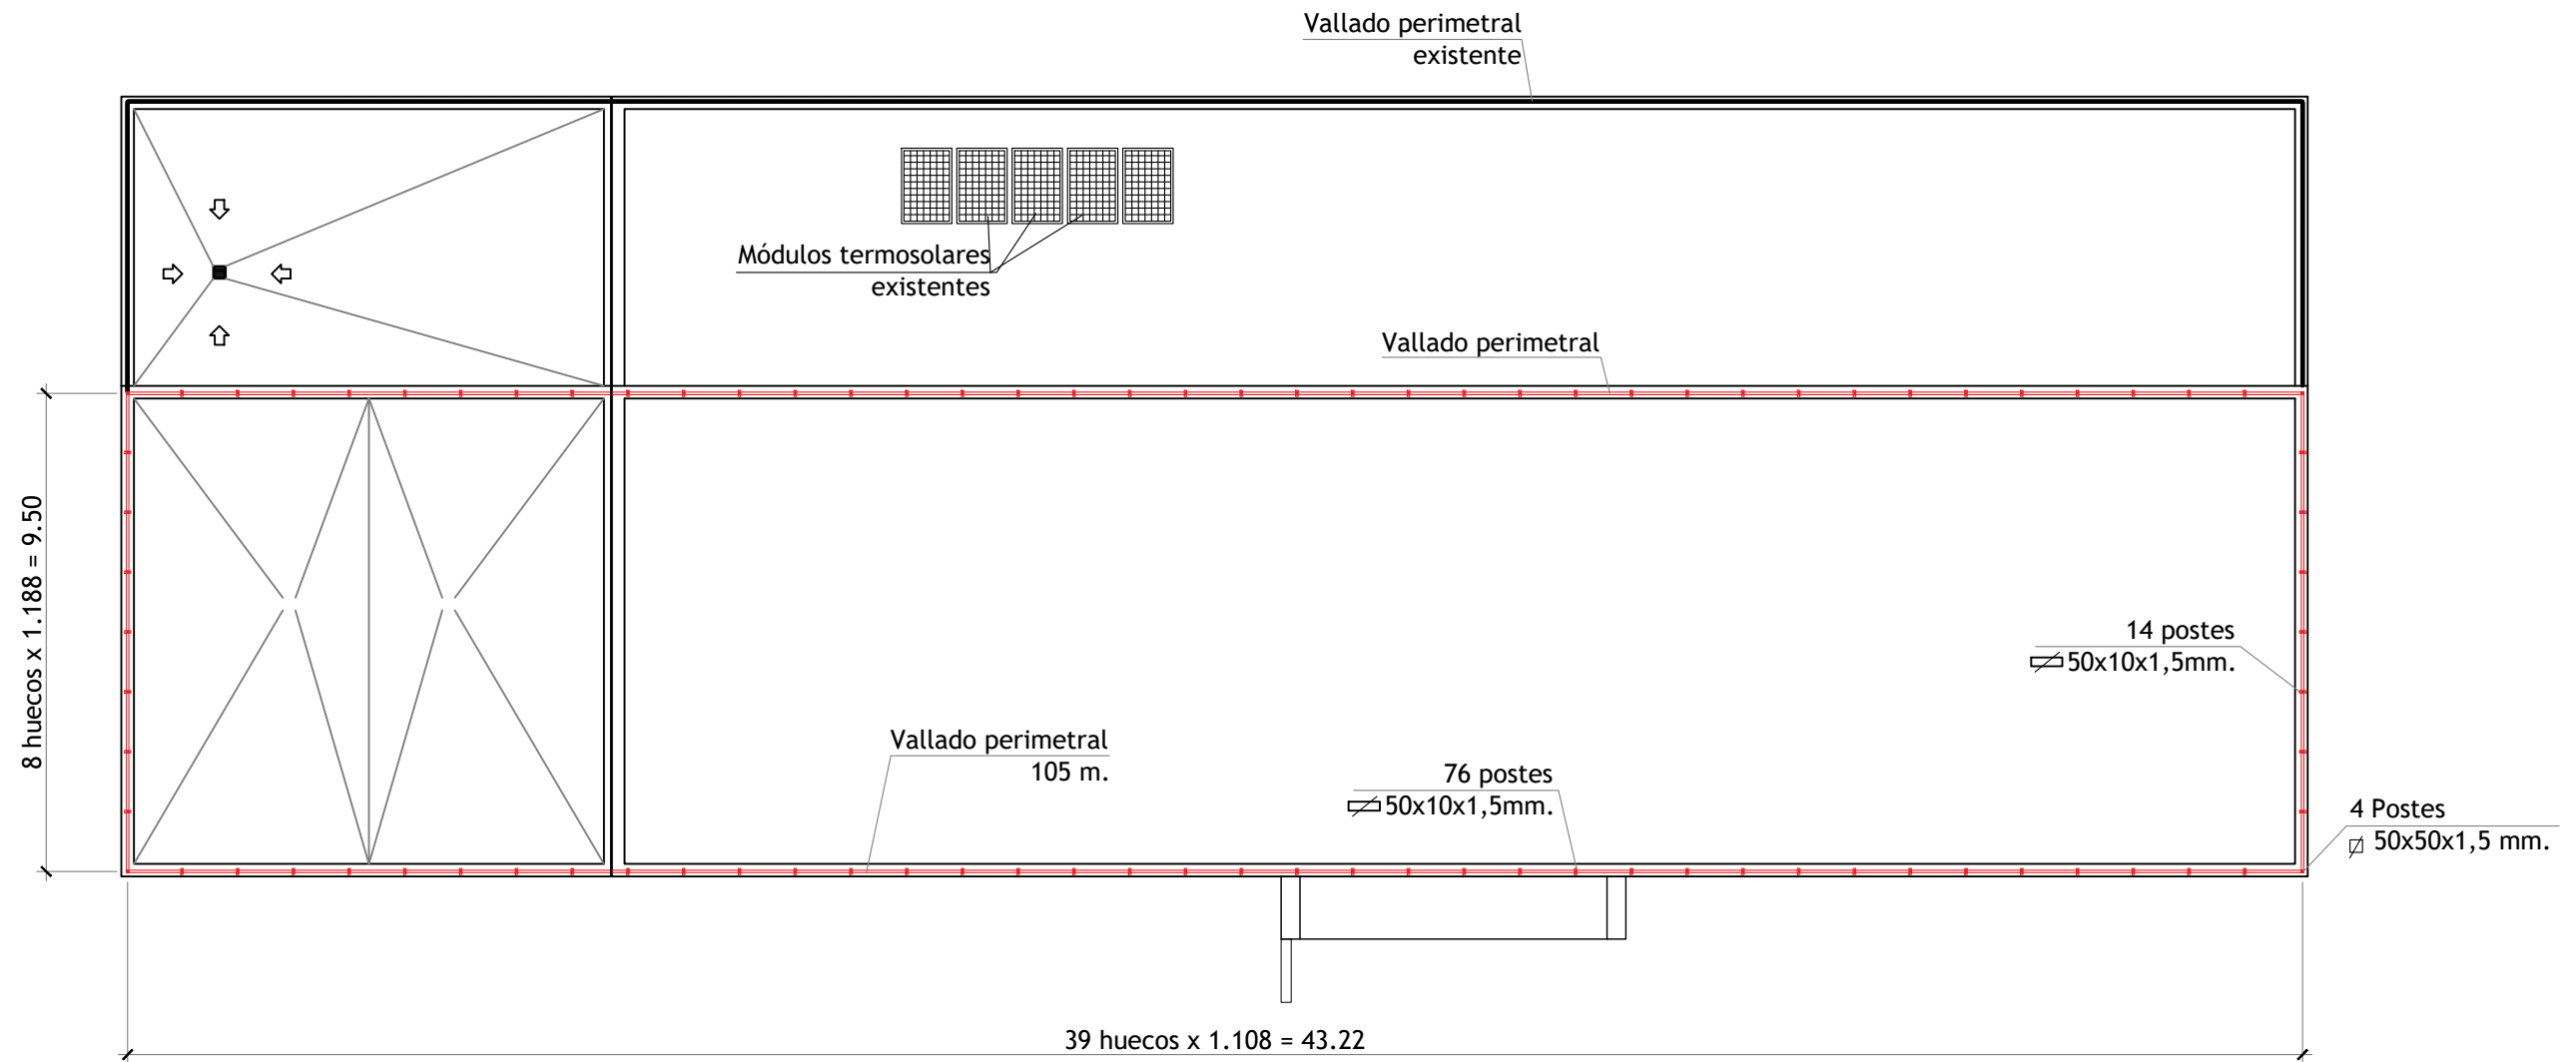 Vallado perimetral
existente
Módulos termosolares
existentes
Vallado perimetral
8 huecos x 1.188 = 9.50
14 postes
50x10x1,5mm.
Vallado perimetral
105 m.
76 postes
50x10x1,5mm.
4 Postes
50x50x1,5 mm.
39 huecos x 1.108 = 43.22